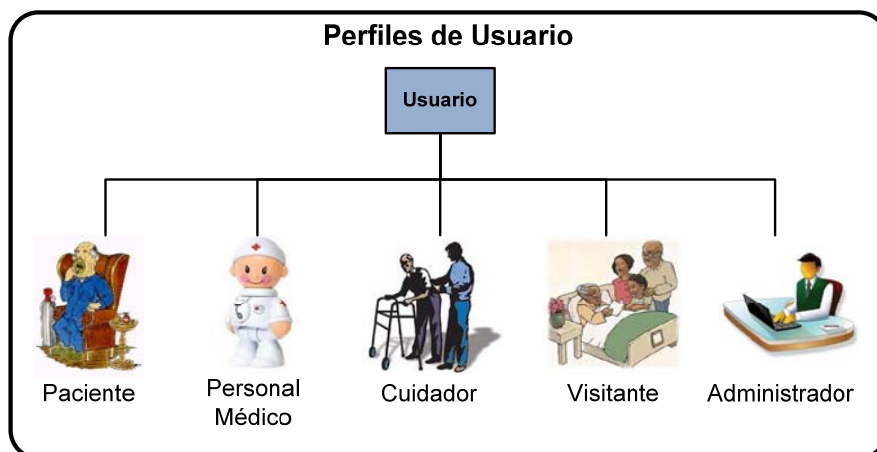 Perfiles de Usuario
Usuario
Paciente
Personal
Médico
Cuidador
Visitante
Administrador